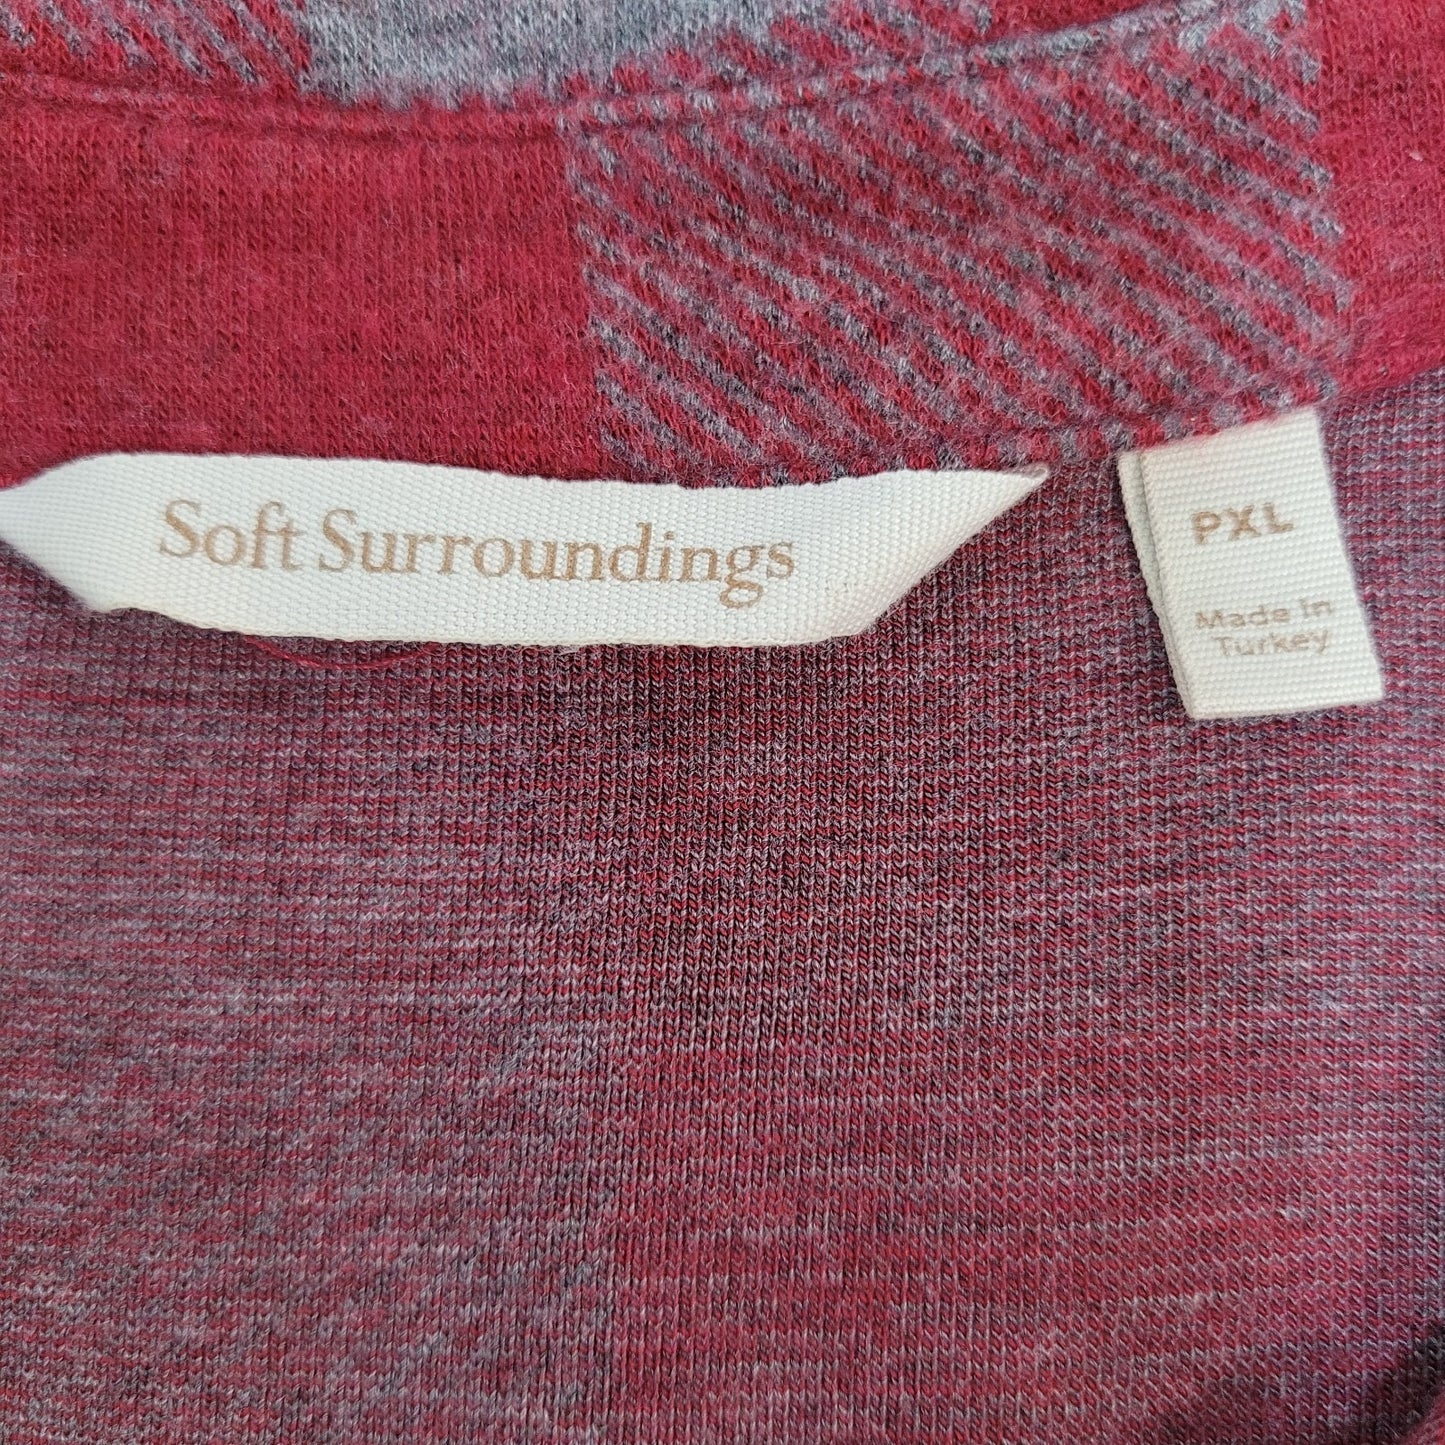 Soft Surroundings
PXL
Made in
Turkey